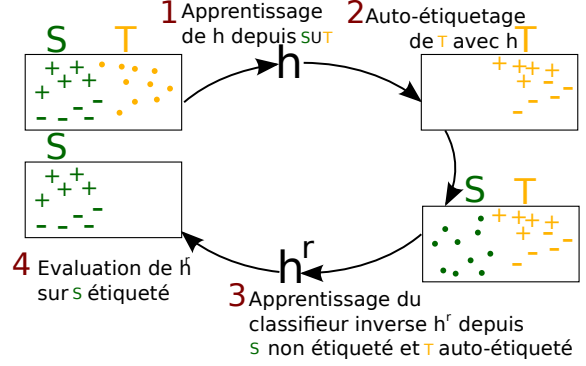 1 Apprentissage
de h depuis SUT
2 Auto-étiquetage
de T avec h
S T
h
T
S
S T
h^r
4 Evaluation de h^r
sur S étiqueté
3 Apprentissage du
classifieur inverse h^r depuis
S non étiqueté et T auto-étiqueté